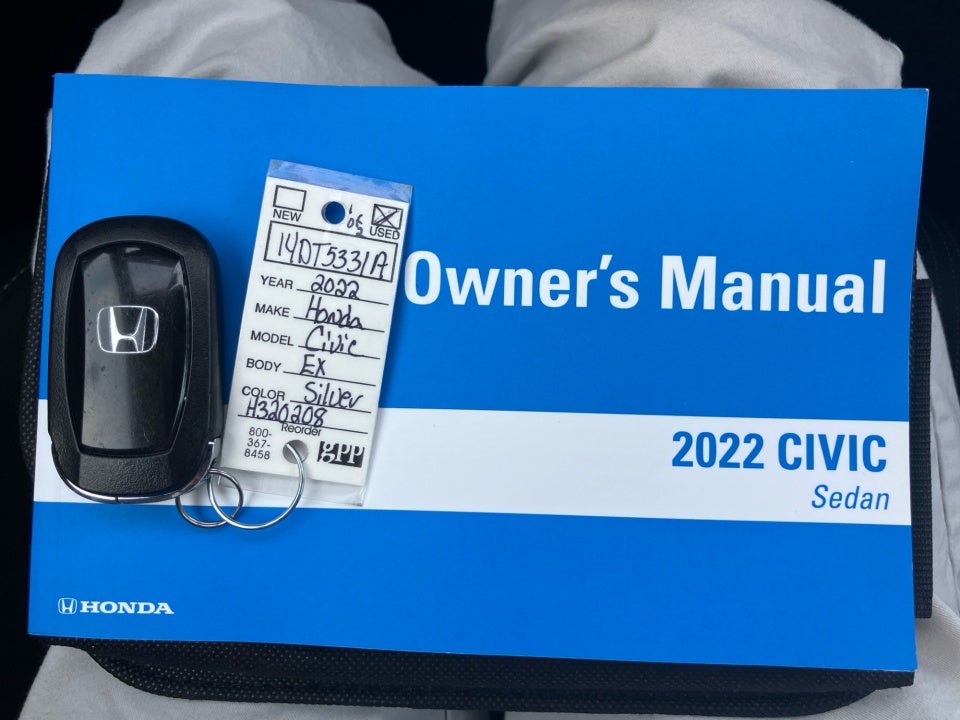 NEW
USED
14DT5331A
YEAR 2022
MAKE Honda
MODEL Civic
BODY EX
COLOR Silver
H320208
Reorder
800-
367-
8458
gpp
Owner's Manual
2022 CIVIC
Sedan
HONDA